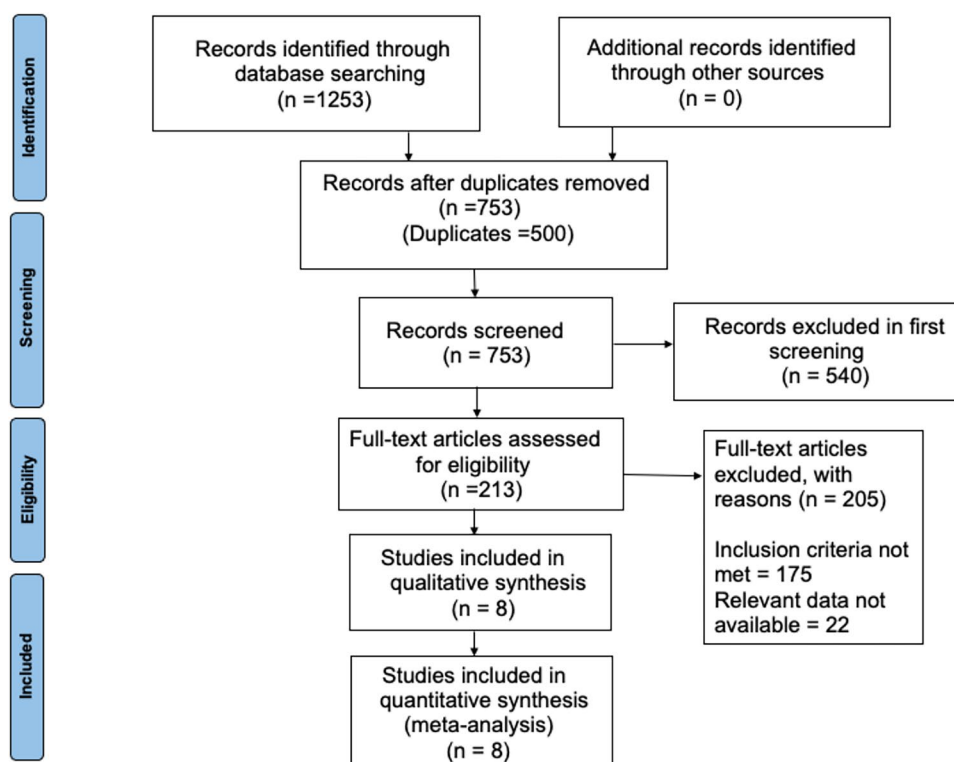 Identification
Records identified through
database searching
(n =1253)
Additional records identified
through other sources
(n = 0)
Records after duplicates removed
(n =753)
(Duplicates =500)
Screening
Records screened
(n = 753)
Records excluded in first
screening
(n = 540)
Eligibility
Full-text articles assessed
for eligibility
(n =213)
Full-text articles
excluded, with
reasons (n = 205)
Inclusion criteria not
met = 175
Relevant data not
available = 22
Included
Studies included in
qualitative synthesis
(n = 8)
Studies included in
quantitative synthesis
(meta-analysis)
(n = 8)